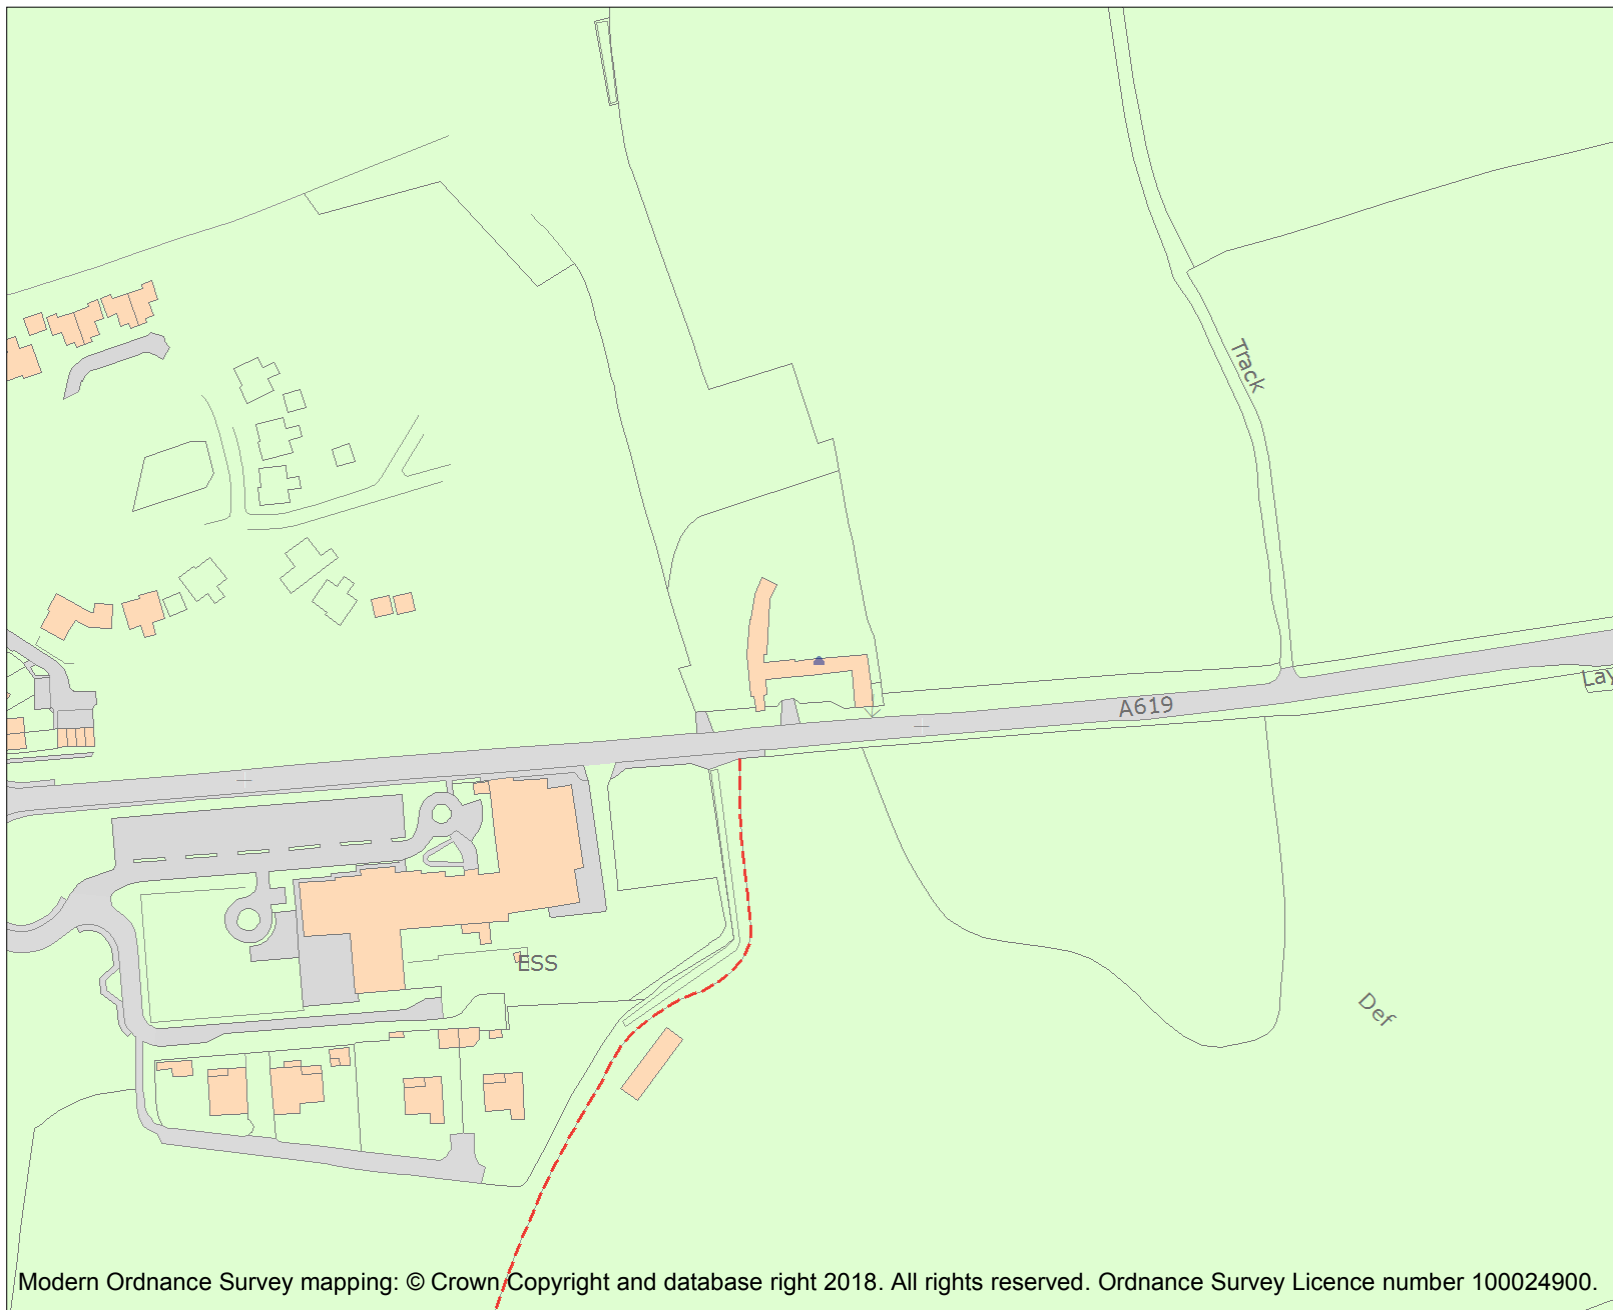 Track
Lay
A619
ESS
Def
Modern Ordnance Survey mapping: © Crown Copyright and database right 2018. All rights reserved. Ordnance Survey Licence number 100024900.